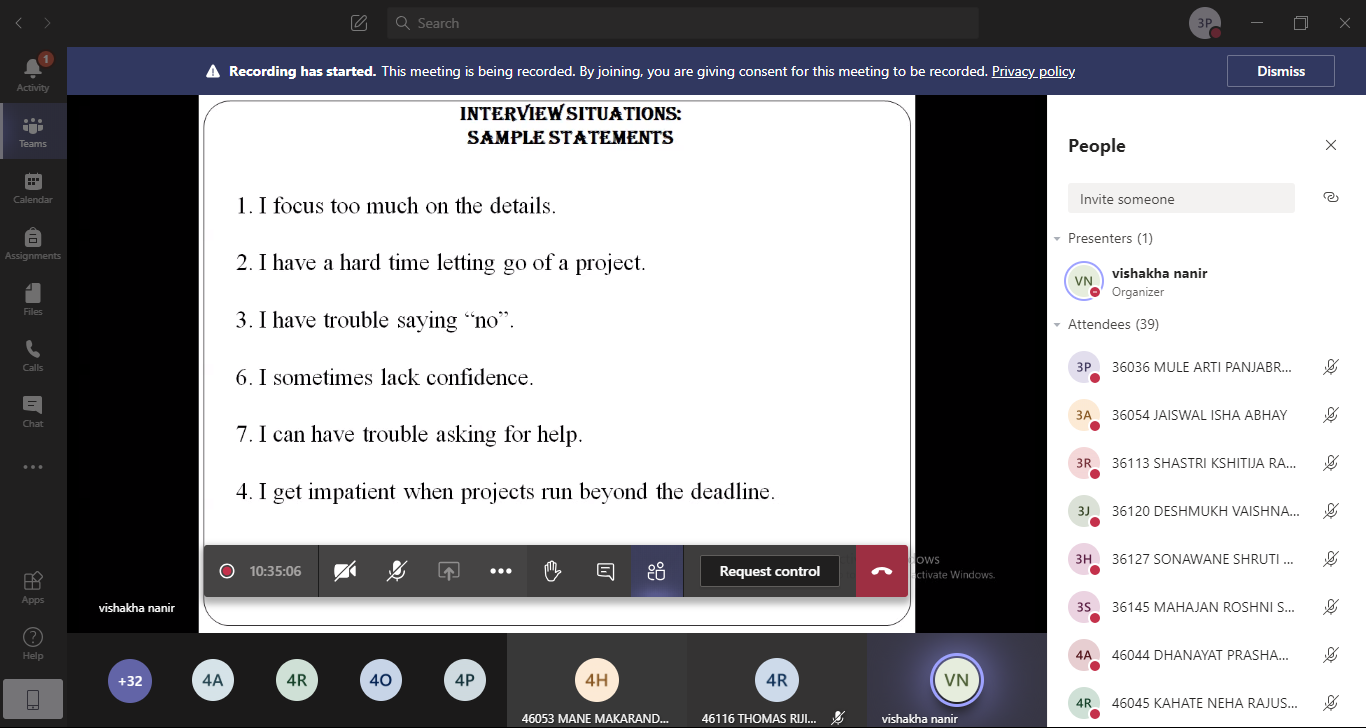 Search
3P
1
Activity
Teams
Calendar
Assignments
Files
Calls
Chat
Apps
Help
Recording has started. This meeting is being recorded. By joining, you are giving consent for this meeting to be recorded. Privacy policy
Dismiss
INTERVIEW SITUATIONS:
SAMPLE STATEMENTS
1. I focus too much on the details.
2. I have a hard time letting go of a project.
3. I have trouble saying “no”.
6. I sometimes lack confidence.
7. I can have trouble asking for help.
4. I get impatient when projects run beyond the deadline.
10:35:06
Request control
ows
ctivate Windows.
vishakha nanir
+32
4A
4R
4O
4P
4H
46053 MANE MAKARAND...
4R
46116 THOMAS RIJI...
VN
vishakha nanir
People
Invite someone
Presenters (1)
VN
vishakha nanir
Organizer
Attendees (39)
3P 36036 MULE ARTI PANJABR...
3A 36054 JAISWAL ISHA ABHAY
3R 36113 SHASTRI KSHITIJA RA...
3J 36120 DESHMUKH VAISHNA...
3H 36127 SONAWANE SHRUTI ...
3S 36145 MAHAJAN ROSHNI S...
4A 46044 DHANAYAT PRASHA...
4R 46045 KAHATE NEHA RAJUS...